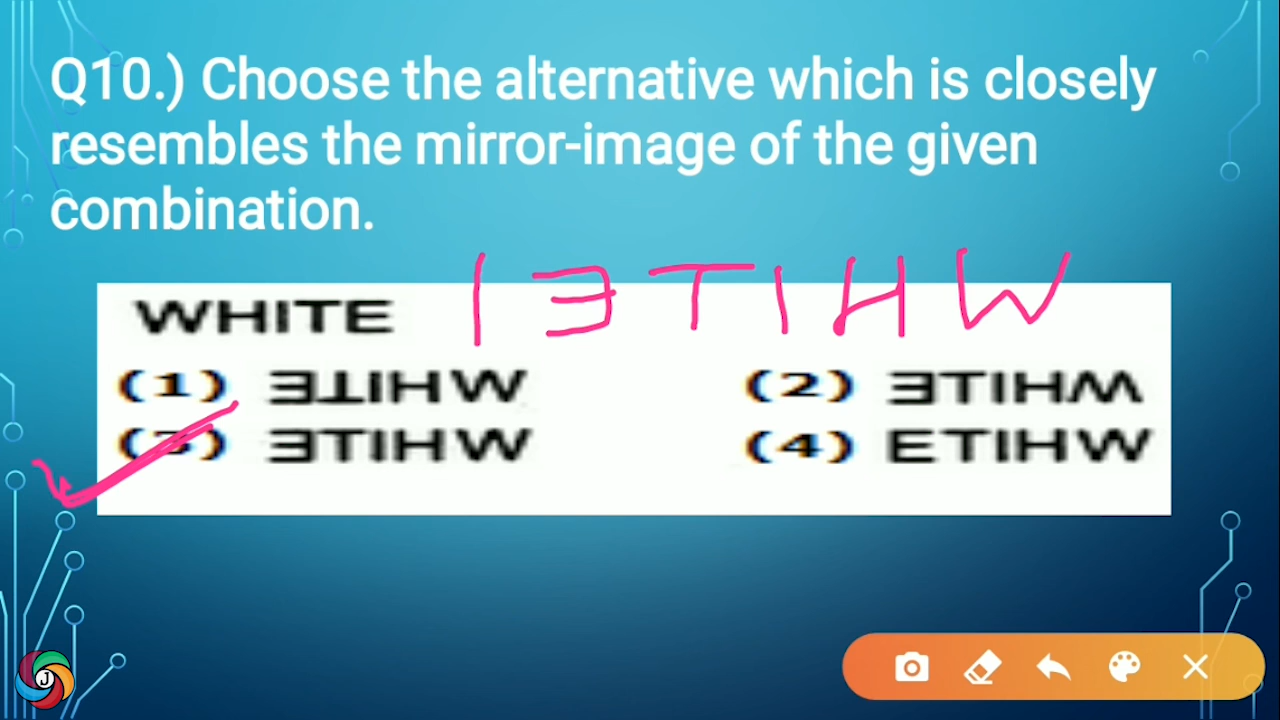 Q10.) Choose the alternative which is closely
resembles the mirror-image of the given
combination.
WHITE | ƎTIHW
(1) Ǝ⊥IHW (2) ƎTIHM
(3) ƎTIHW (4) ETIHW
J